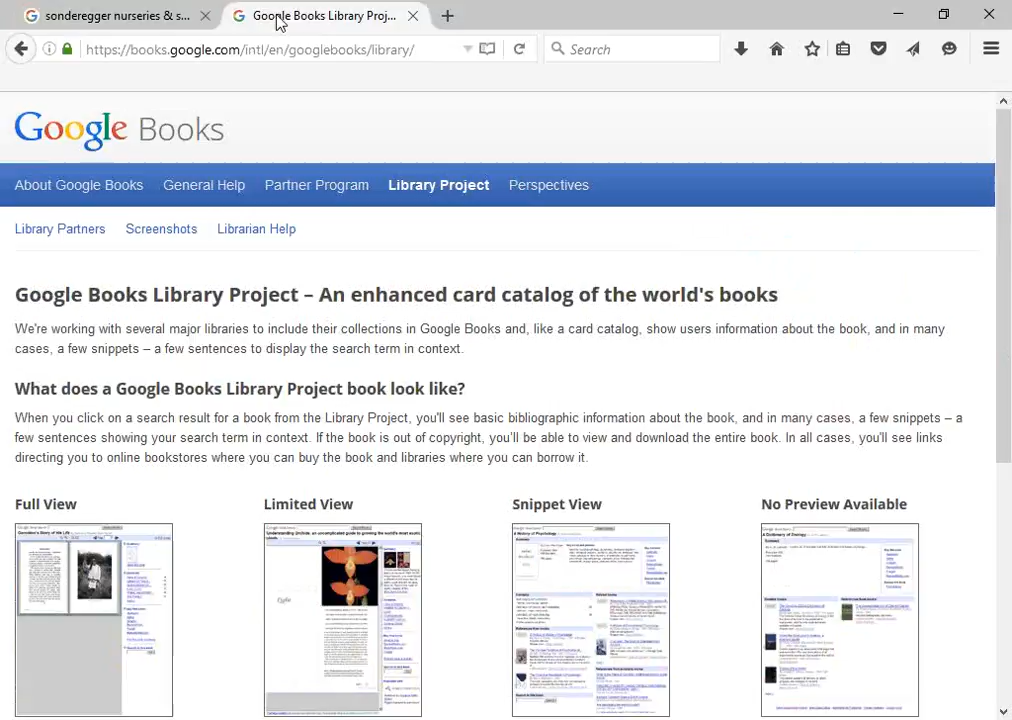 sonderegger nurseries & s...
Google Books Library Proj...
https://books.google.com/intl/en/googlebooks/library/
Search
Google Books
About Google Books General Help Partner Program Library Project Perspectives
Library Partners Screenshots Librarian Help
Google Books Library Project – An enhanced card catalog of the world's books
We're working with several major libraries to include their collections in Google Books and, like a card catalog, show users information about the book, and in many
cases, a few snippets – a few sentences to display the search term in context.
What does a Google Books Library Project book look like?
When you click on a search result for a book from the Library Project, you'll see basic bibliographic information about the book, and in many cases, a few snippets – a
few sentences showing your search term in context. If the book is out of copyright, you'll be able to view and download the entire book. In all cases, you'll see links
directing you to online bookstores where you can buy the book and libraries where you can borrow it.
Full View Limited View Snippet View No Preview Available
A History of Psychology
A Dictionary of Zoology